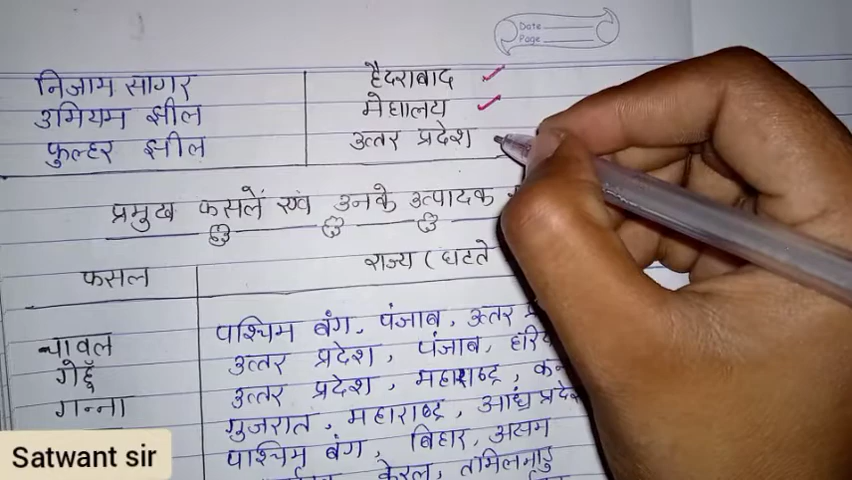 Date
Page
निजाम सागर हैदराबाद
उमियम झील मेघालय
फुल्हर झील उत्तर प्रदेश
प्रमुख फसलें एवं उनके उत्पादक
फसल राज्य ( घटते
चावल पश्चिम बंग, पंजाब, उत्तर
गेहूँ उत्तर प्रदेश, पंजाब,
गन्ना उत्तर प्रदेश, महाराष्ट्र,
गुजरात, महाराष्ट्र, आंध्र प्रदेश
पश्चिम बंग, बिहार, असम
केरल, तमिलनाडु
Satwant sir